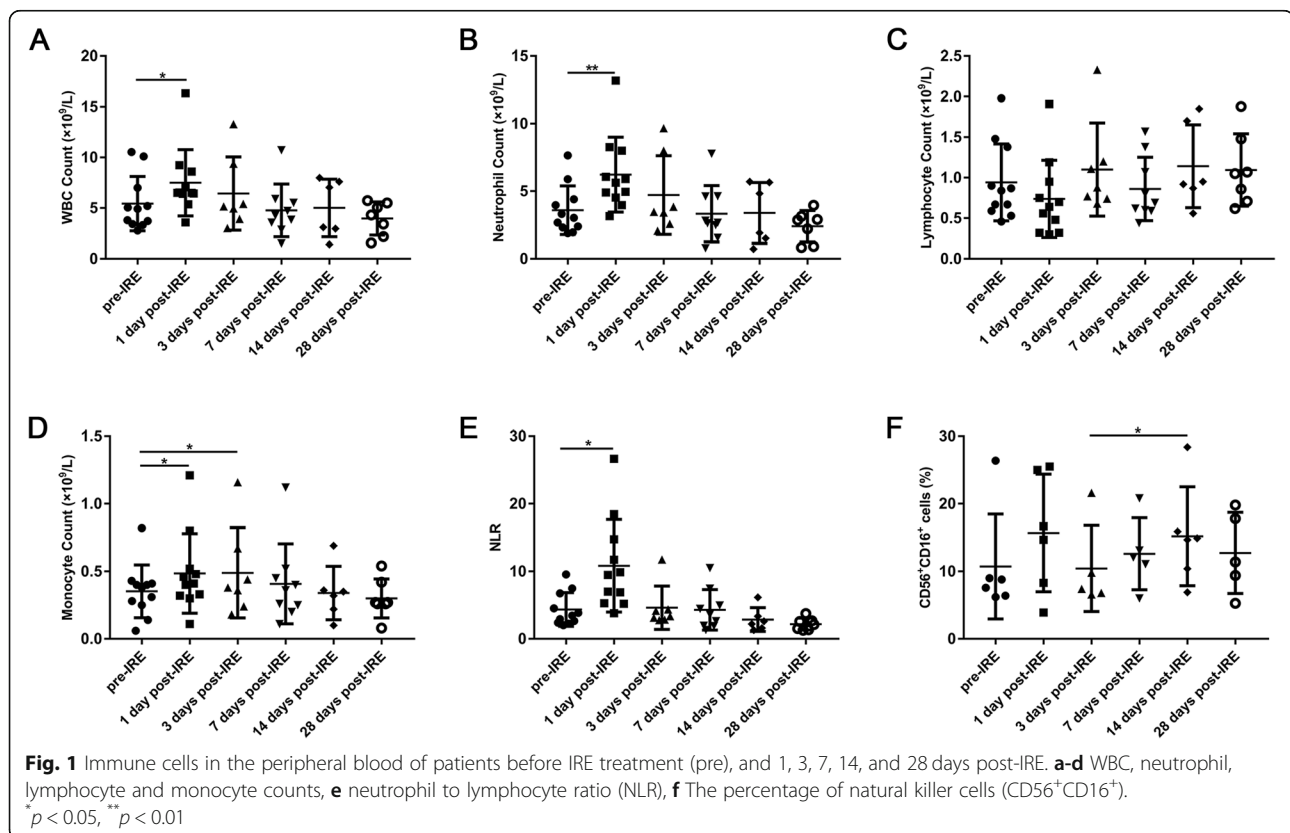 A
WBC Count (×10⁹/L)
20
15
10
5
0
*
pre-IRE
1 day post-IRE
3 days post-IRE
7 days post-IRE
14 days post-IRE
28 days post-IRE
B
Neutrophil Count (×10⁹/L)
15
10
5
0
**
pre-IRE
1 day post-IRE
3 days post-IRE
7 days post-IRE
14 days post-IRE
28 days post-IRE
C
Lymphocyte Count (×10⁹/L)
2.5
2.0
1.5
1.0
0.5
0.0
pre-IRE
1 day post-IRE
3 days post-IRE
7 days post-IRE
14 days post-IRE
28 days post-IRE
D
Monocyte Count (×10⁹/L)
1.5
1.0
0.5
0.0
*
*
pre-IRE
1 day post-IRE
3 days post-IRE
7 days post-IRE
14 days post-IRE
28 days post-IRE
E
NLR
30
20
10
0
*
pre-IRE
1 day post-IRE
3 days post-IRE
7 days post-IRE
14 days post-IRE
28 days post-IRE
F
CD56⁺CD16⁺ cells (%)
30
20
10
0
*
pre-IRE
1 day post-IRE
3 days post-IRE
7 days post-IRE
14 days post-IRE
28 days post-IRE
Fig. 1 Immune cells in the peripheral blood of patients before IRE treatment (pre), and 1, 3, 7, 14, and 28 days post-IRE. a-d WBC, neutrophil,
lymphocyte and monocyte counts, e neutrophil to lymphocyte ratio (NLR), f The percentage of natural killer cells (CD56⁺CD16⁺).
*p < 0.05, **p < 0.01